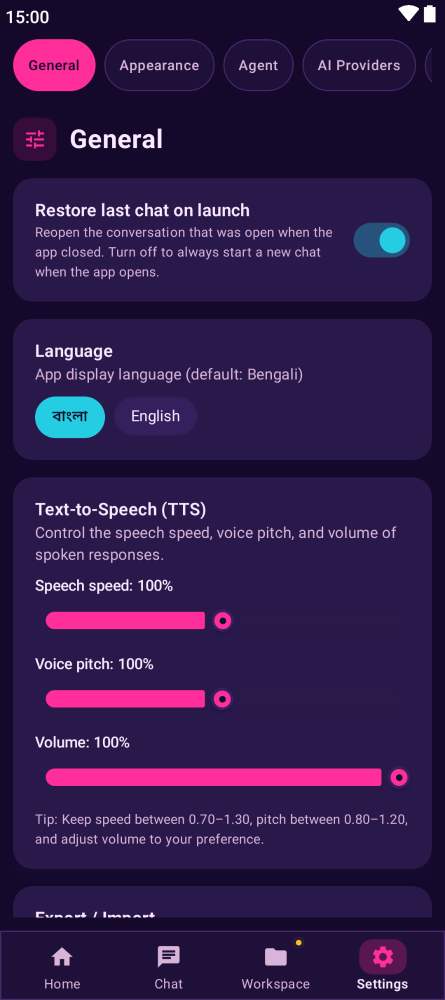 15:00
General
Appearance
Agent
AI Providers
General
Restore last chat on launch
Reopen the conversation that was open when the
app closed. Turn off to always start a new chat
when the app opens.
Language
App display language (default: Bengali)
বাংলা
English
Text-to-Speech (TTS)
Control the speech speed, voice pitch, and volume of
spoken responses.
Speech speed: 100%
Voice pitch: 100%
Volume: 100%
Tip: Keep speed between 0.70–1.30, pitch between 0.80–1.20,
and adjust volume to your preference.
Export / Import
Home
Chat
Workspace
Settings